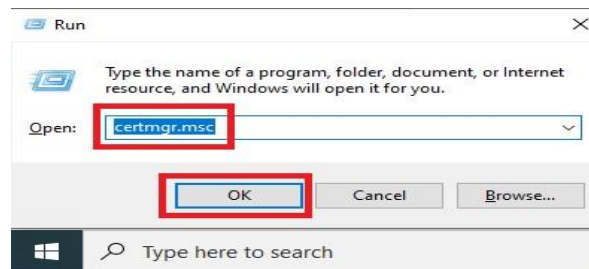 Run
Type the name of a program, folder, document, or Internet
resource, and Windows will open it for you.
Open:
certmgr.msc
OK
Cancel
Browse...
Type here to search